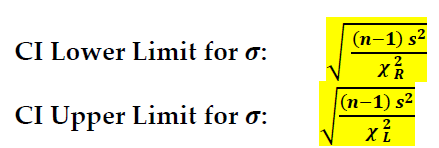 CI Lower Limit for σ: √((n−1) s² / χ²_R)
CI Upper Limit for σ: √((n−1) s² / χ²_L)